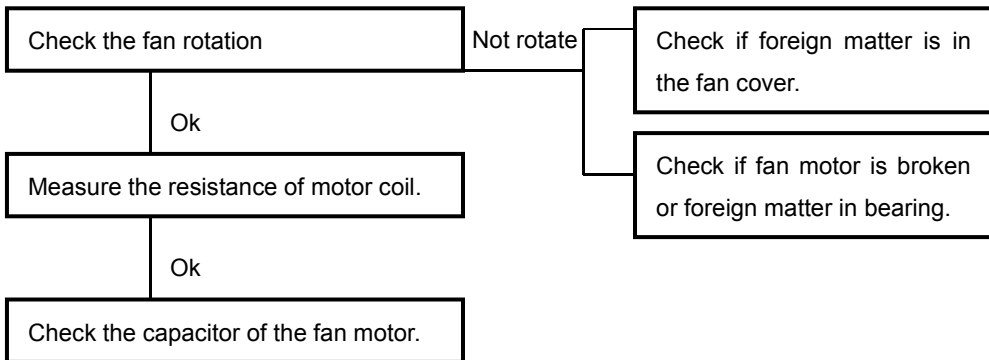 Check the fan rotation
Not rotate
Check if foreign matter is in
the fan cover.
Ok
Check if fan motor is broken
or foreign matter in bearing.
Measure the resistance of motor coil.
Ok
Check the capacitor of the fan motor.